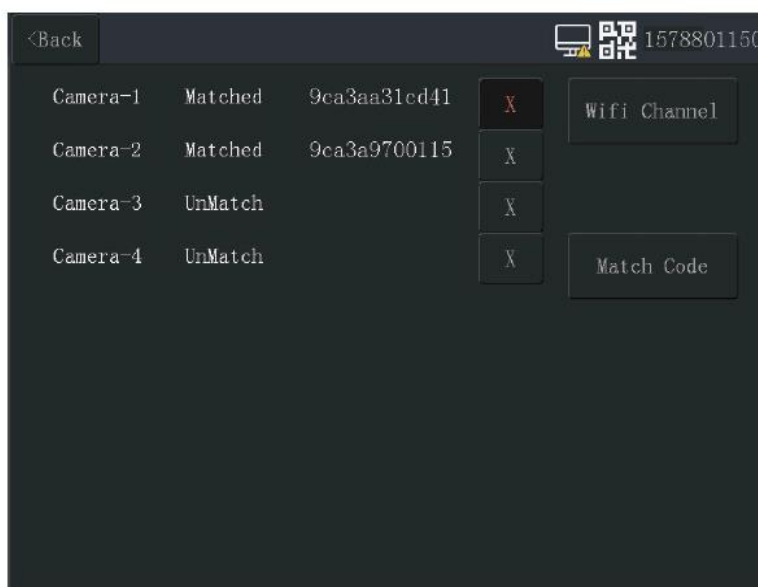 <Back 1578801150
Camera-1 Matched 9ca3aa31cd41 X Wifi Channel
Camera-2 Matched 9ca3a9700115 X
Camera-3 UnMatch X
Camera-4 UnMatch X Match Code